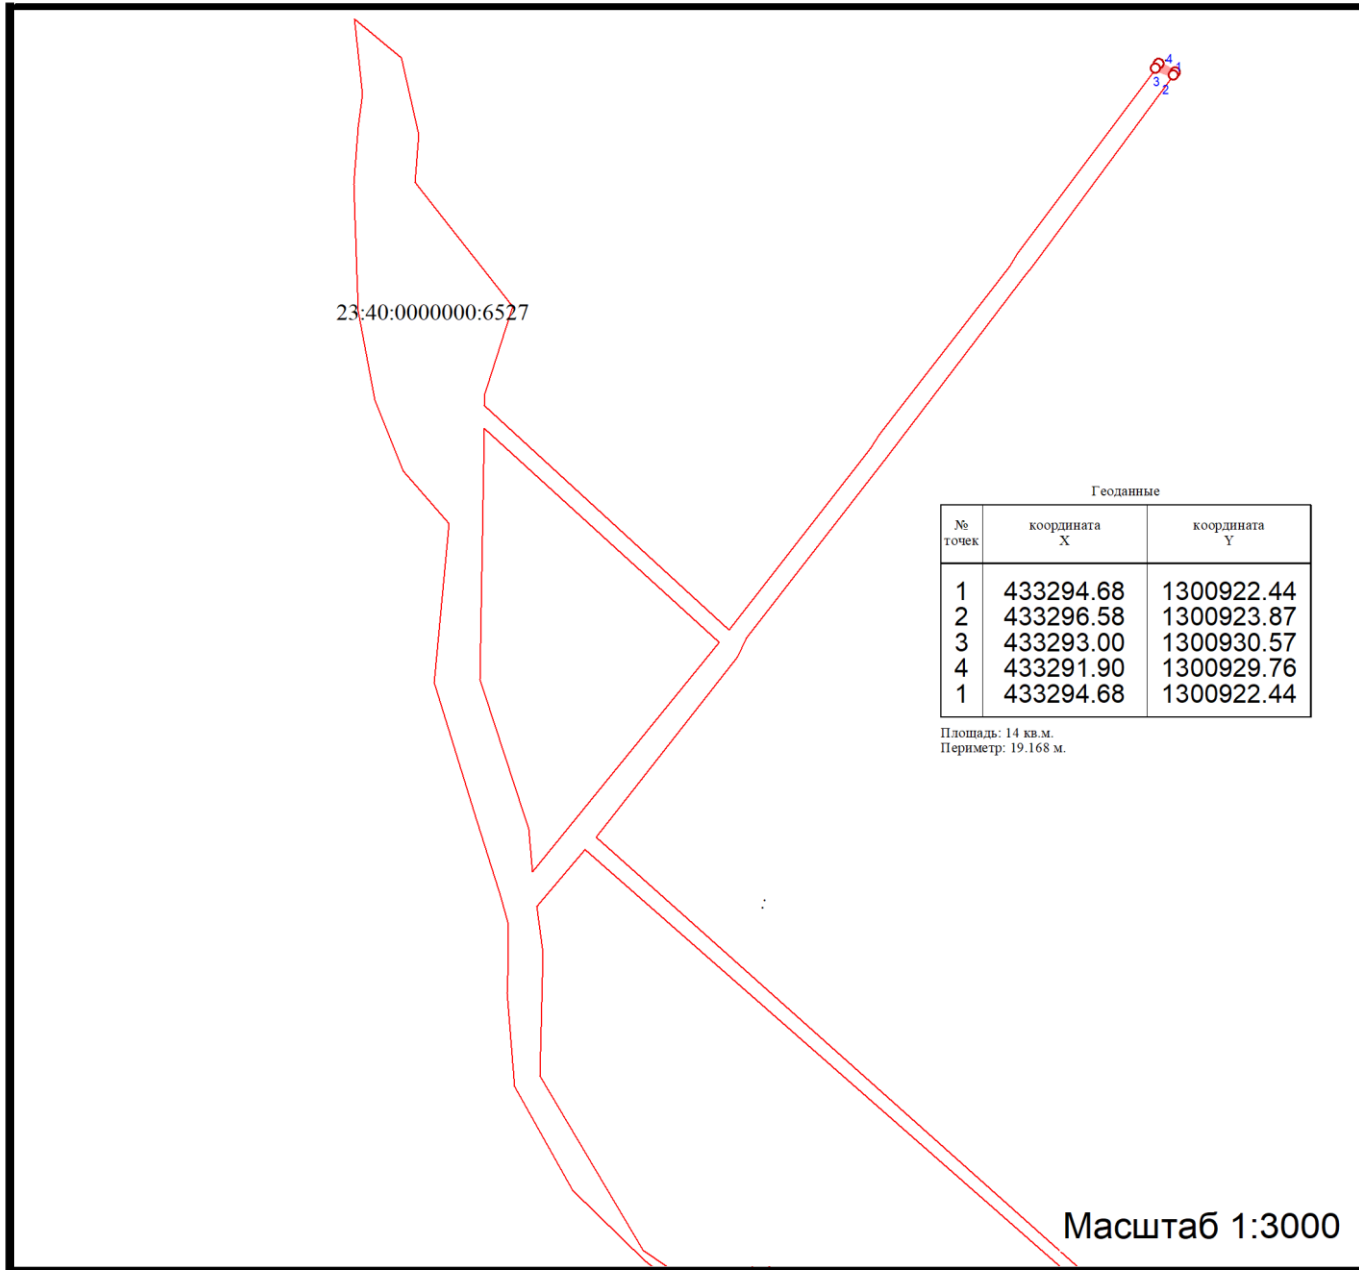 4
1
3
2
23:40:0000000:6527
Геоданные
№ точек координата X координата Y
1 433294.68 1300922.44
2 433296.58 1300923.87
3 433293.00 1300930.57
4 433291.90 1300929.76
1 433294.68 1300922.44
Площадь: 14 кв.м.
Периметр: 19.168 м.
:
Масштаб 1:3000